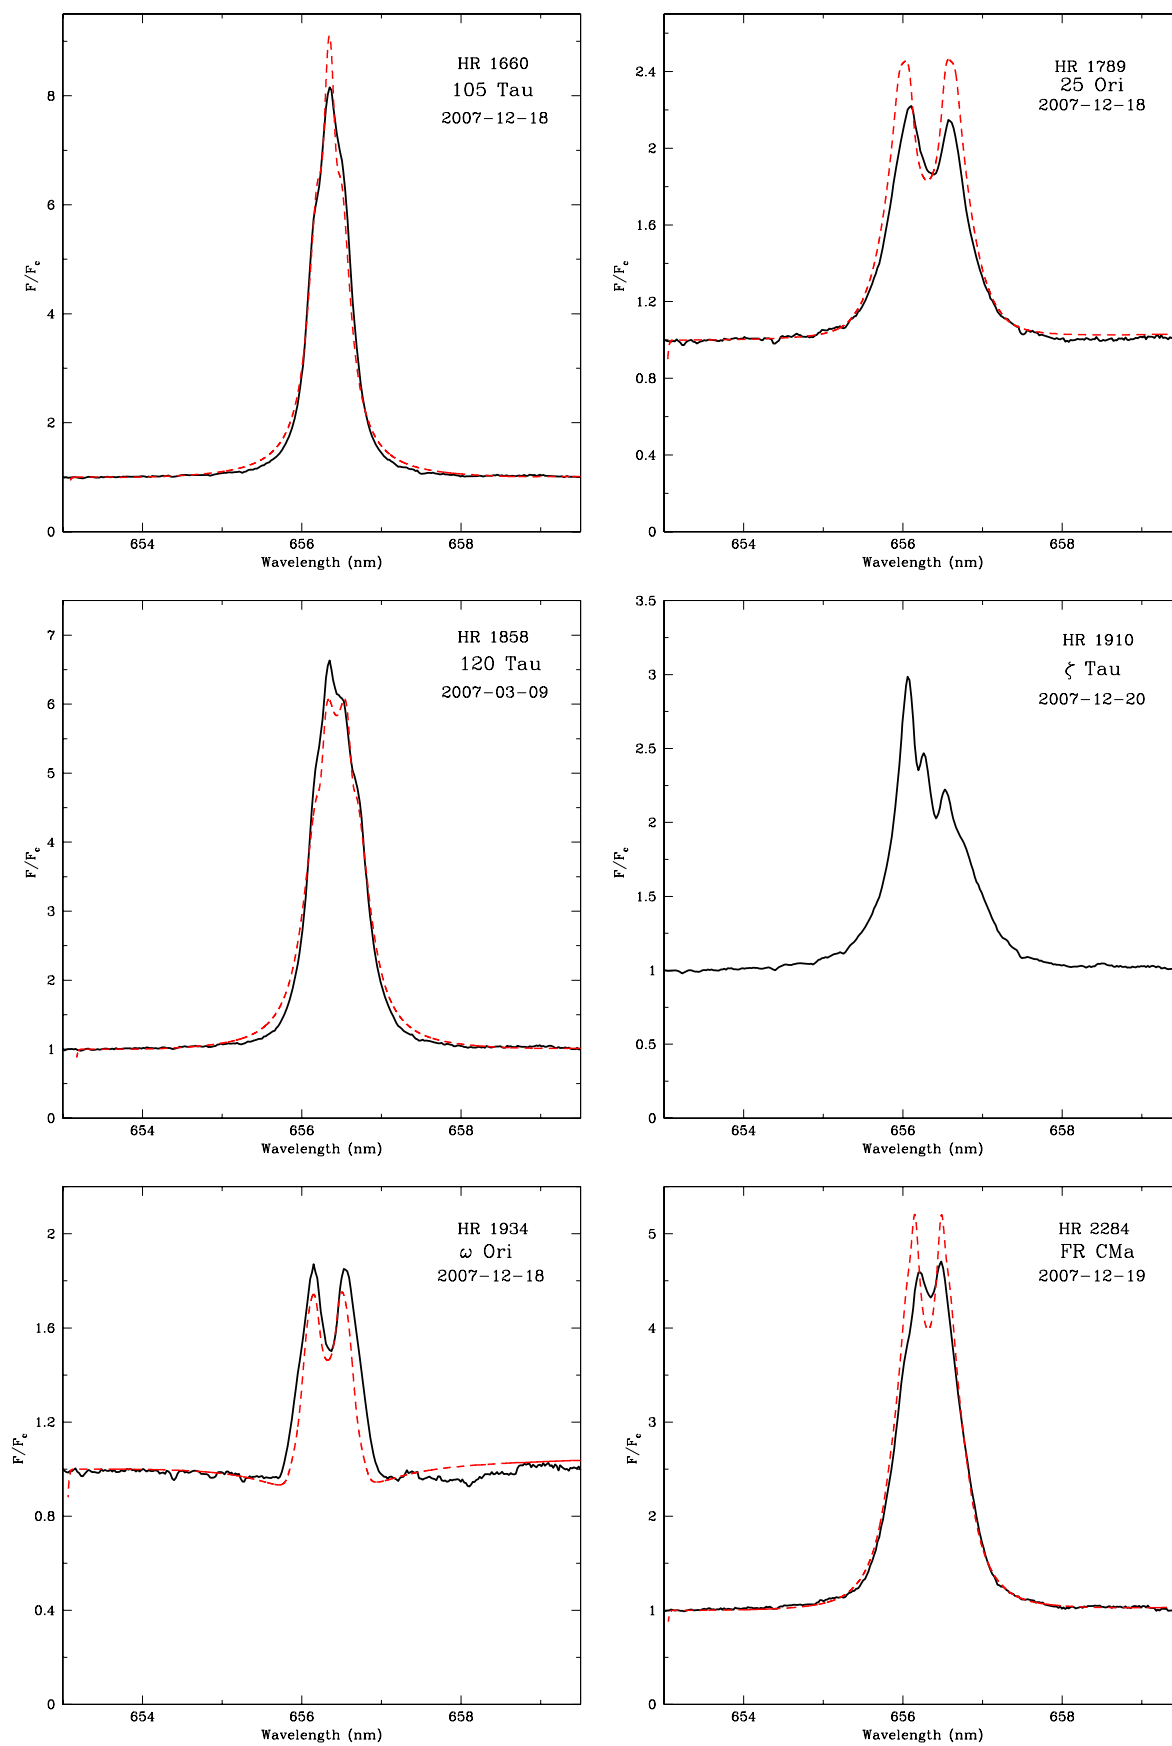 HR 1660
105 Tau
2007-12-18
8
6
4
2
0
F/Fc
654
656
658
Wavelength (nm)
HR 1789
25 Ori
2007-12-18
2.4
2
1.6
1.2
0.8
0.4
0
F/Fc
654
656
658
Wavelength (nm)
HR 1858
120 Tau
2007-03-09
7
6
5
4
3
2
1
0
F/Fc
654
656
658
Wavelength (nm)
HR 1910
ζ Tau
2007-12-20
3.5
3
2.5
2
1.5
1
0.5
0
F/Fc
654
656
658
Wavelength (nm)
HR 1934
ω Ori
2007-12-18
2
1.6
1.2
0.8
0.4
0
F/Fc
654
656
658
Wavelength (nm)
HR 2284
FR CMa
2007-12-19
5
4
3
2
1
0
F/Fc
654
656
658
Wavelength (nm)